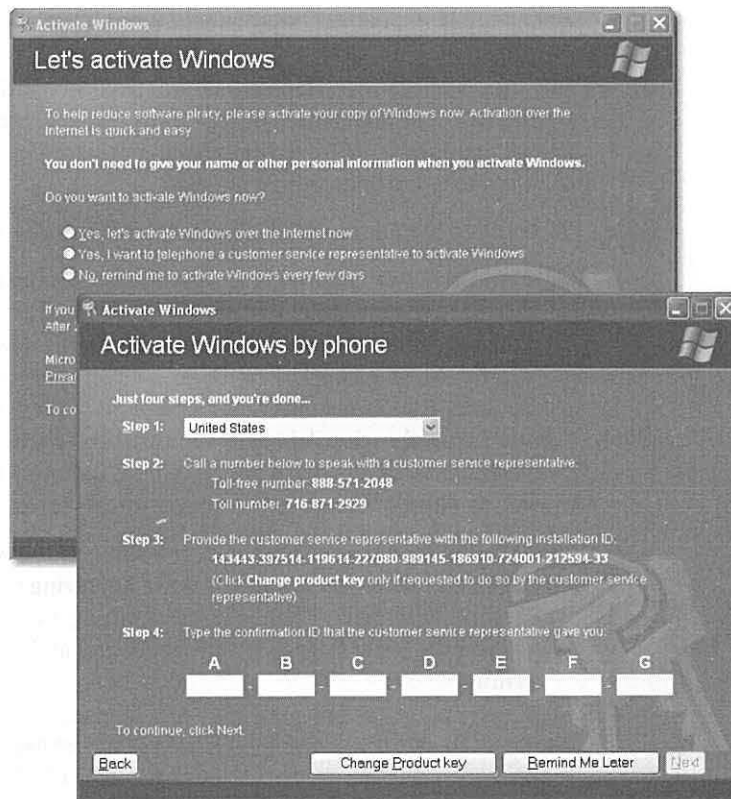 Activate Windows
Let's activate Windows
To help reduce software piracy, please activate your copy of Windows now. Activation over the
Internet is quick and easy.
You don't need to give your name or other personal information when you activate Windows.
Do you want to activate Windows now?
Yes, let's activate Windows over the Internet now
Yes, I want to telephone a customer service representative to activate Windows
No, remind me to activate Windows every few days
If you
After
Micro
Privat
To co
Activate Windows
Activate Windows by phone
Just four steps, and you're done...
Step 1: United States
Step 2: Call a number below to speak with a customer service representative:
Toll-free number: 888-571-2048
Toll number: 716-871-2929
Step 3: Provide the customer service representative with the following installation ID:
143443-397514-119614-227080-989145-186910-724001-212594-33
(Click Change product key only if requested to do so by the customer service
representative)
Step 4: Type the confirmation ID that the customer service representative gave you:
A B C D E F G
- - - - - -
To continue, click Next.
Back Change Product key Remind Me Later Next